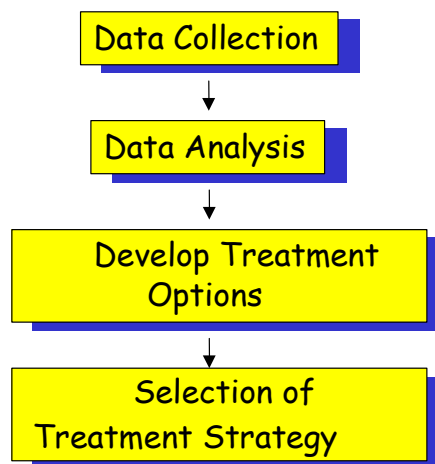 Data Collection
Data Analysis
Develop Treatment
Options
Selection of
Treatment Strategy